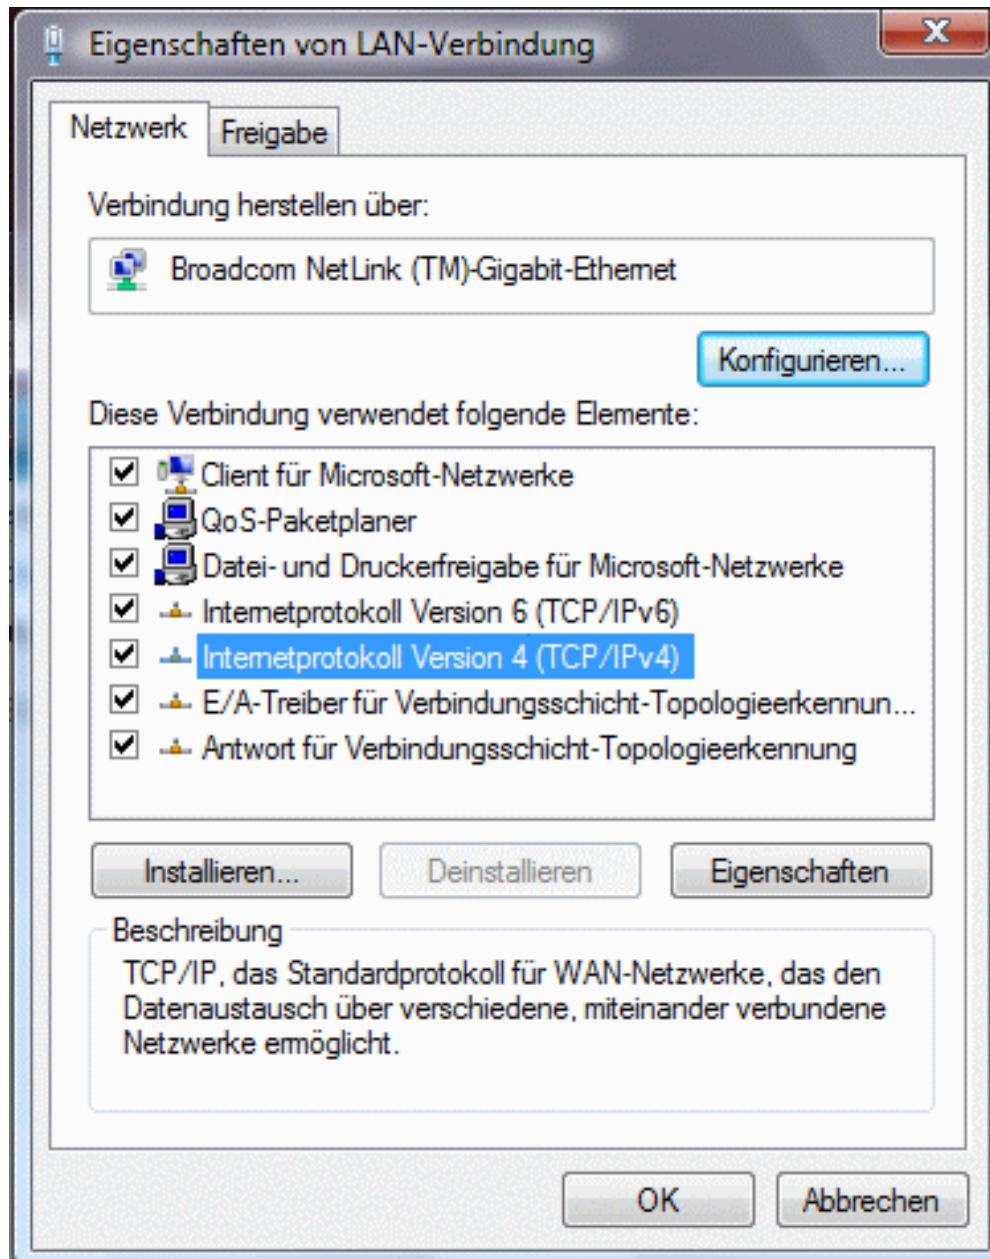 Eigenschaften von LAN-Verbindung
Netzwerk
Freigabe
Verbindung herstellen über:
Broadcom NetLink (TM)-Gigabit-Ethernet
Konfigurieren...
Diese Verbindung verwendet folgende Elemente:
Client für Microsoft-Netzwerke
QoS-Paketplaner
Datei- und Druckerfreigabe für Microsoft-Netzwerke
Internetprotokoll Version 6 (TCP/IPv6)
Internetprotokoll Version 4 (TCP/IPv4)
E/A-Treiber für Verbindungsschicht-Topologieerkennun...
Antwort für Verbindungsschicht-Topologieerkennung
Installieren...
Deinstallieren
Eigenschaften
Beschreibung
TCP/IP, das Standardprotokoll für WAN-Netzwerke, das den
Datenaustausch über verschiedene, miteinander verbundene
Netzwerke ermöglicht.
OK
Abbrechen